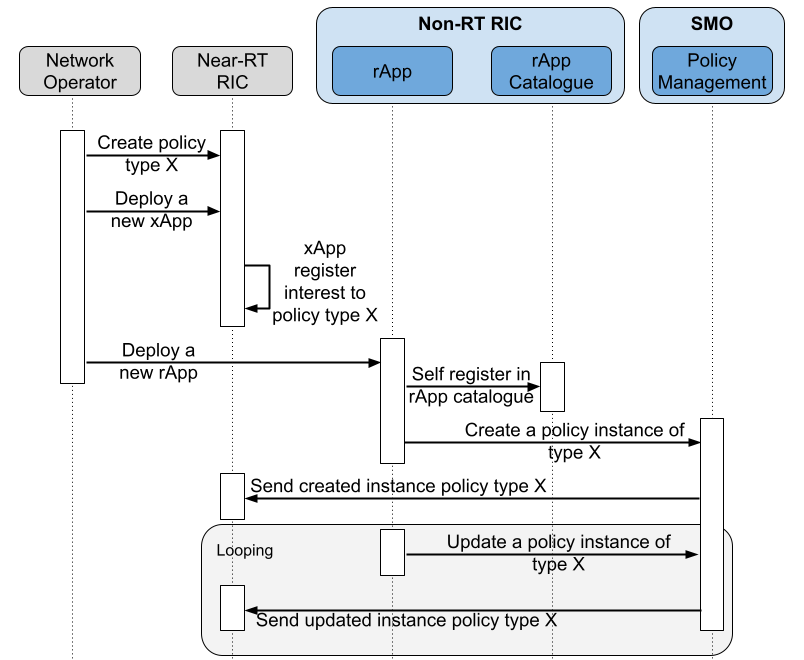 Non-RT RIC
SMO
Network
Operator
Near-RT
RIC
rApp
rApp
Catalogue
Policy
Management
Create policy
type X
Deploy a
new xApp
xApp
register
interest to
policy type X
Deploy a
new rApp
Self register in
rApp catalogue
Create a policy instance of
type X
Send created instance policy type X
Looping
Update a policy instance of
type X
Send updated instance policy type X